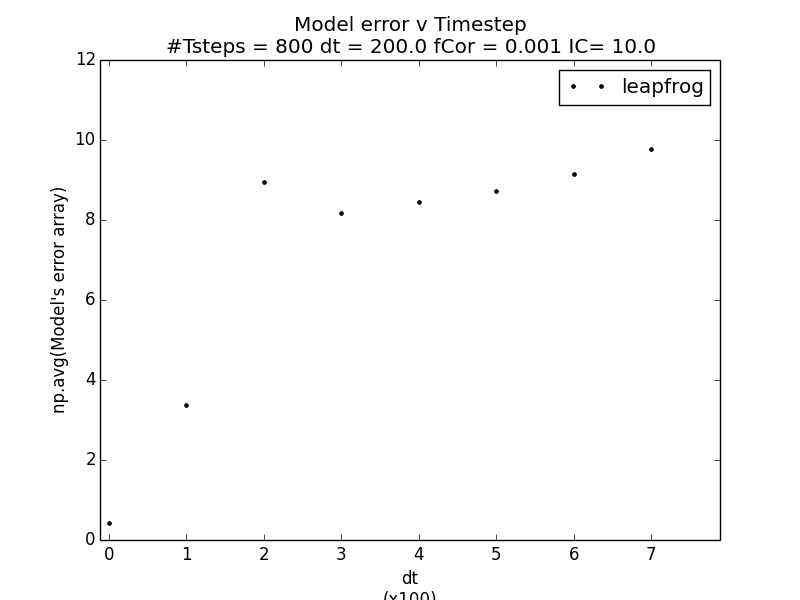 Model error v Timestep
#Tsteps = 800 dt = 200.0 fCor = 0.001 IC= 10.0
leapfrog
12
10
8
6
4
2
0
np.avg(Model's error array)
0 1 2 3 4 5 6 7
dt
(x100)